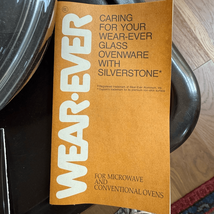 WEAR-EVER
CARING
FOR YOUR
WEAR-EVER
GLASS
OVENWARE
WITH
SILVERSTONE*
FOR MICROWAVE
AND
CONVENTIONAL OVENS